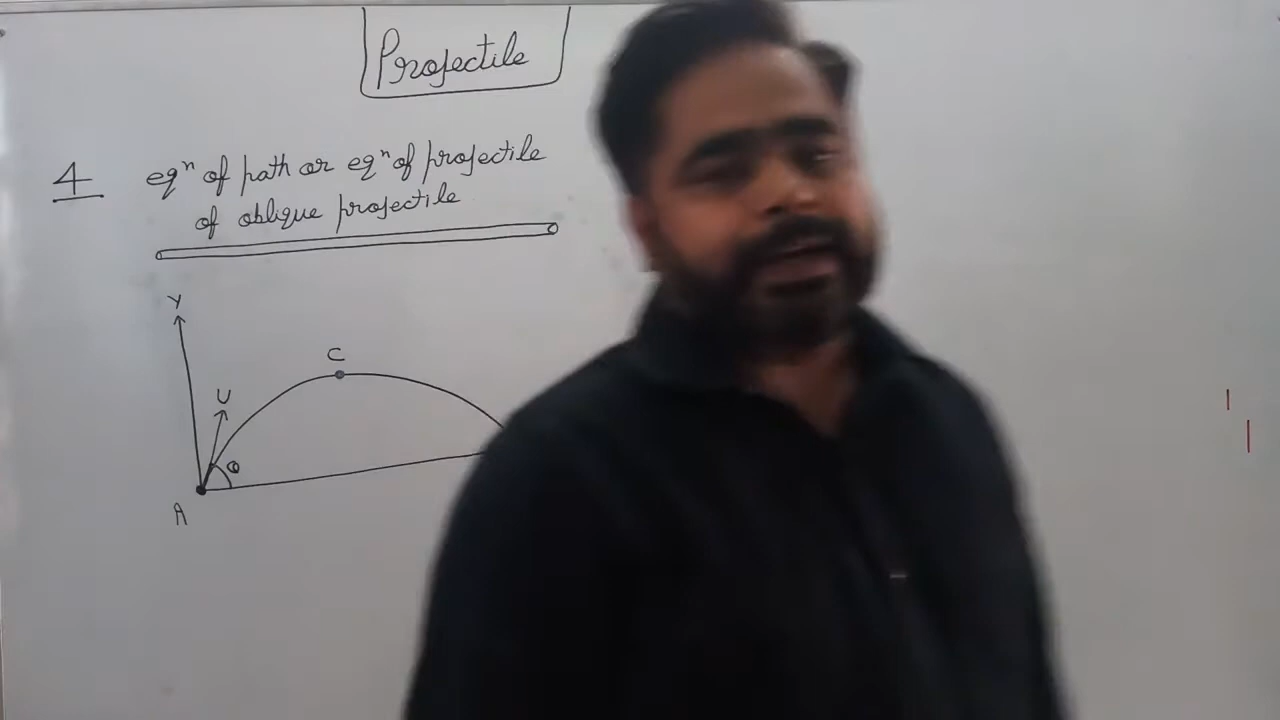 Projectile
4 eqⁿ of path or eqⁿ of projectile
of oblique projectile
Y
C
U
θ
A